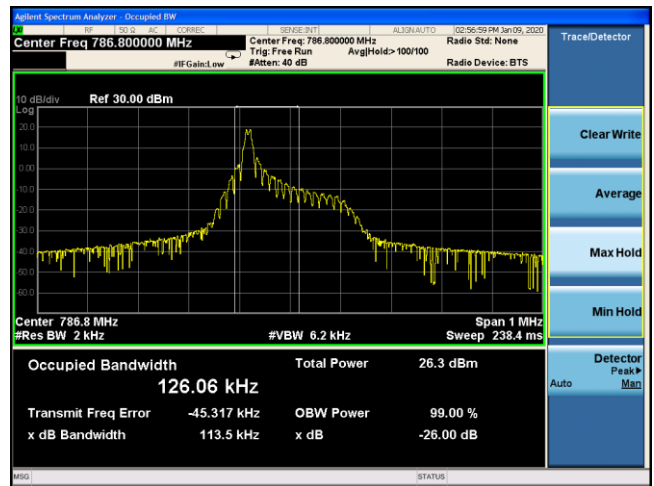 Agilent Spectrum Analyzer - Occupied BW
LXI RF 50 Ω AC CORREC SENSE:INT ALIGNAUTO 02:56:59 PM Jan 09, 2020
Center Freq 786.800000 MHz
Center Freq: 786.800000 MHz
Radio Std: None
Trig: Free Run Avg|Hold:> 100/100
#IFGain:Low #Atten: 40 dB Radio Device: BTS
Trace/Detector
10 dB/div Ref 30.00 dBm
Log
20.0
10.0
0.00
-10.0
-20.0
-30.0
-40.0
-50.0
-60.0
Center 786.8 MHz Span 1 MHz
#Res BW 2 kHz #VBW 6.2 kHz Sweep 238.4 ms
Occupied Bandwidth Total Power 26.3 dBm
126.06 kHz
Transmit Freq Error -45.317 kHz OBW Power 99.00 %
x dB Bandwidth 113.5 kHz x dB -26.00 dB
Clear Write
Average
Max Hold
Min Hold
Detector
Peak▶
Auto Man
MSG STATUS